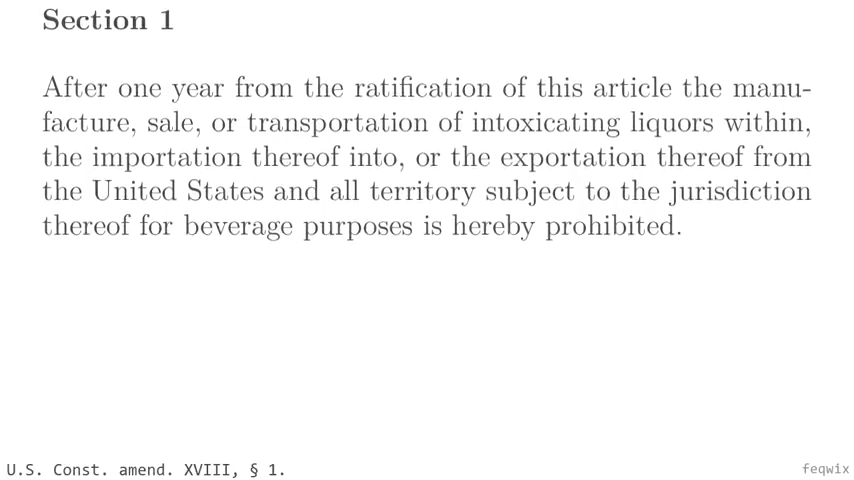 Section 1
After one year from the ratification of this article the manu-
facture, sale, or transportation of intoxicating liquors within,
the importation thereof into, or the exportation thereof from
the United States and all territory subject to the jurisdiction
thereof for beverage purposes is hereby prohibited.
U.S. Const. amend. XVIII, § 1.
feqwix